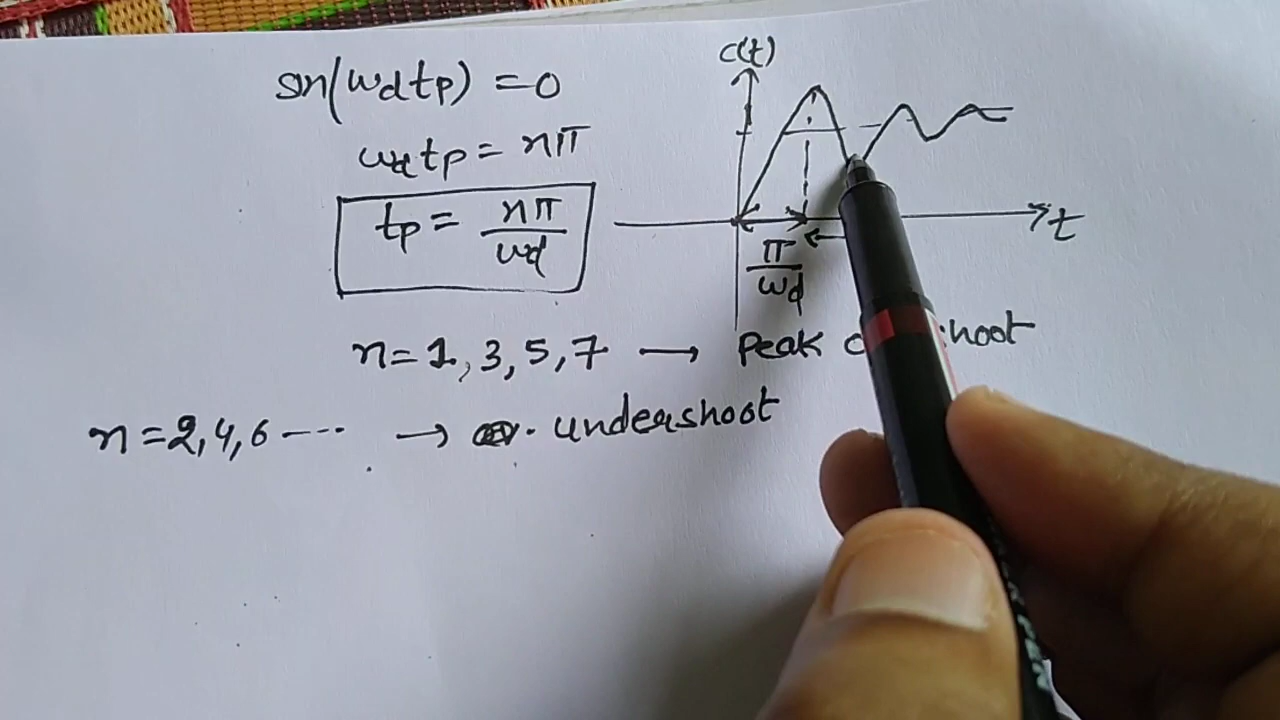 sin(ωdtp) = 0
ωdtp = nπ
tp = nπ/ωd
c(t)
t
π/ωd
n = 1, 3, 5, 7 → Peak
n = 2, 4, 6 ---- → undershoot